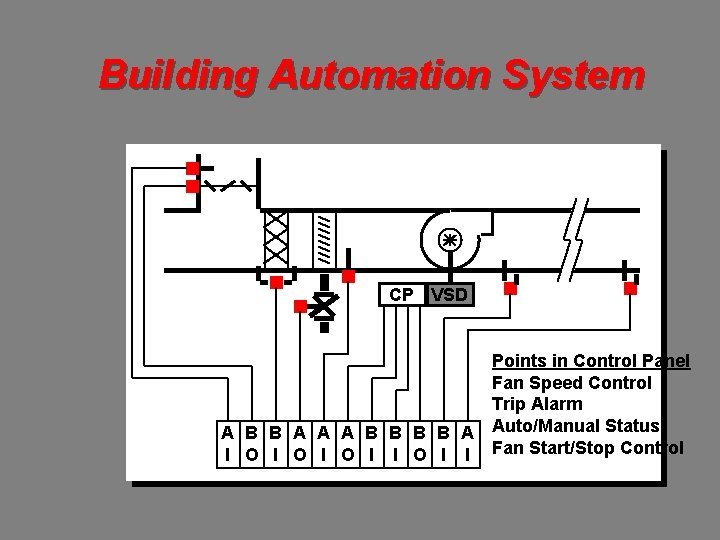 Building Automation System
CP VSD
Points in Control Panel
Fan Speed Control
Trip Alarm
Auto/Manual Status
Fan Start/Stop Control
A B B A A A B B B B A
I O I O I O I I O I I